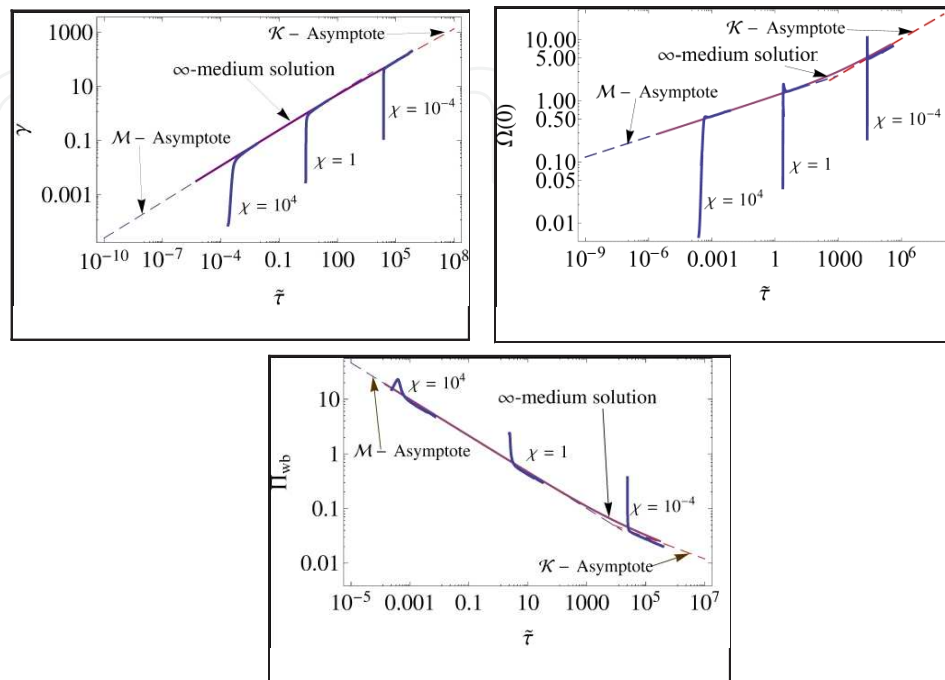 1000
10
0.1
0.001
γ
𝒦 – Asymptote
∞-medium solution
ℳ – Asymptote
χ = 10⁻⁴
χ = 1
χ = 10⁴
10⁻¹⁰ 10⁻⁷ 10⁻⁴ 0.1 100 10⁵ 10⁸
τ̃
10.00
5.00
1.00
0.50
0.10
0.05
0.01
Ω(0)
𝒦 – Asymptote
∞-medium solution
ℳ – Asymptote
χ = 10⁻⁴
χ = 1
χ = 10⁴
10⁻⁹ 10⁻⁶ 0.001 1 1000 10⁶
τ̃
10
1
0.1
0.01
Π_wb
χ = 10⁴
∞-medium solution
ℳ – Asymptote
χ = 1
χ = 10⁻⁴
𝒦 – Asymptote
10⁻⁵ 0.001 0.1 10 1000 10⁵ 10⁷
τ̃